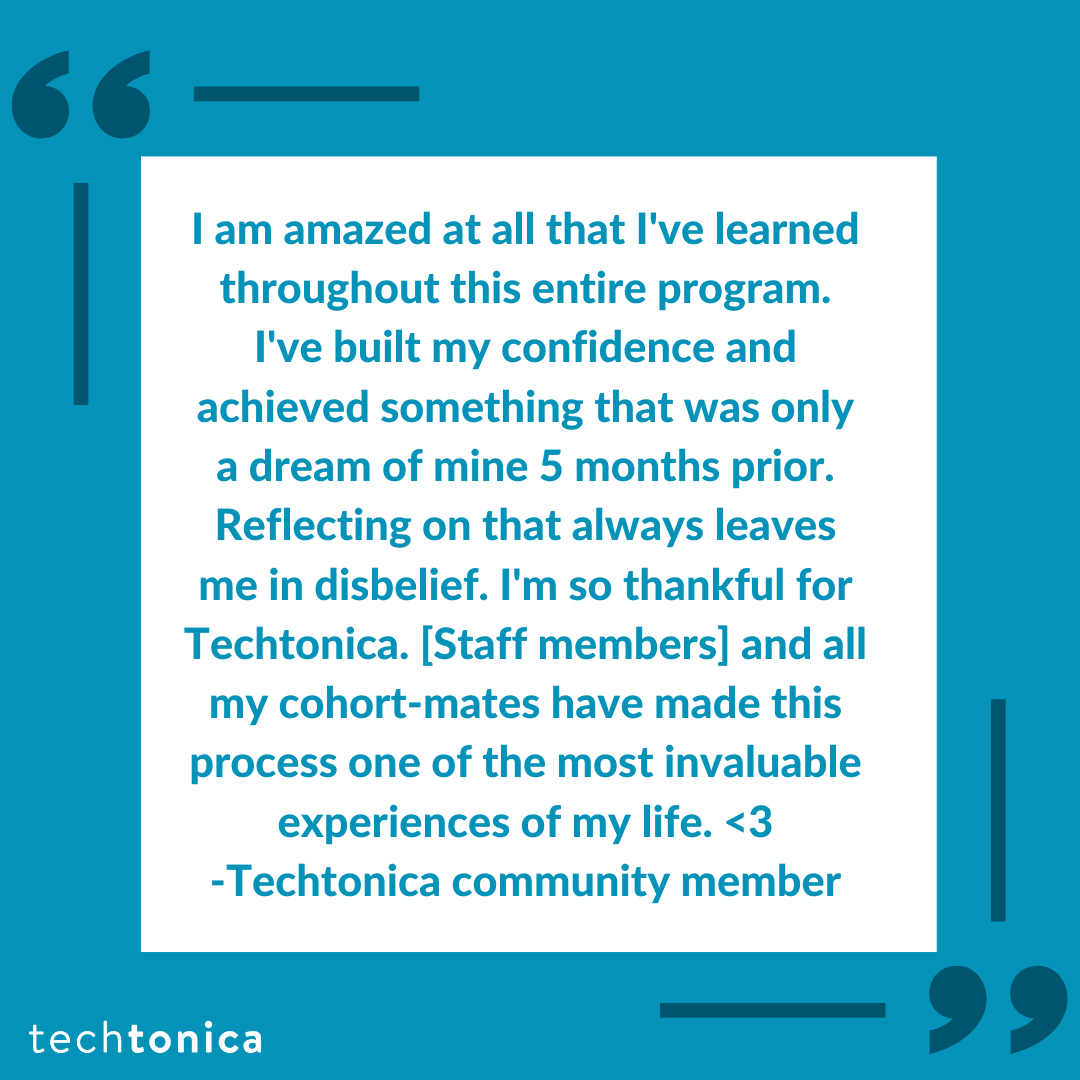 I am amazed at all that I've learned
throughout this entire program.
I've built my confidence and
achieved something that was only
a dream of mine 5 months prior.
Reflecting on that always leaves
me in disbelief. I'm so thankful for
Techtonica. [Staff members] and all
my cohort-mates have made this
process one of the most invaluable
experiences of my life. <3
-Techtonica community member
techtonica